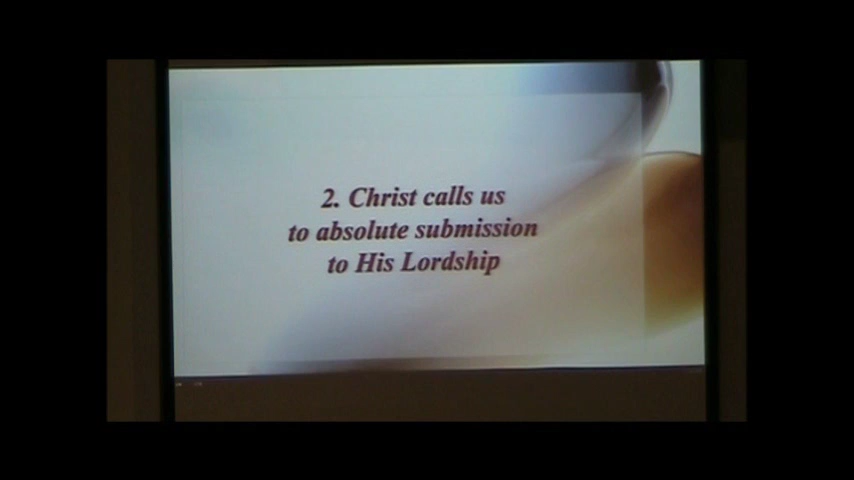 2. Christ calls us
to absolute submission
to His Lordship